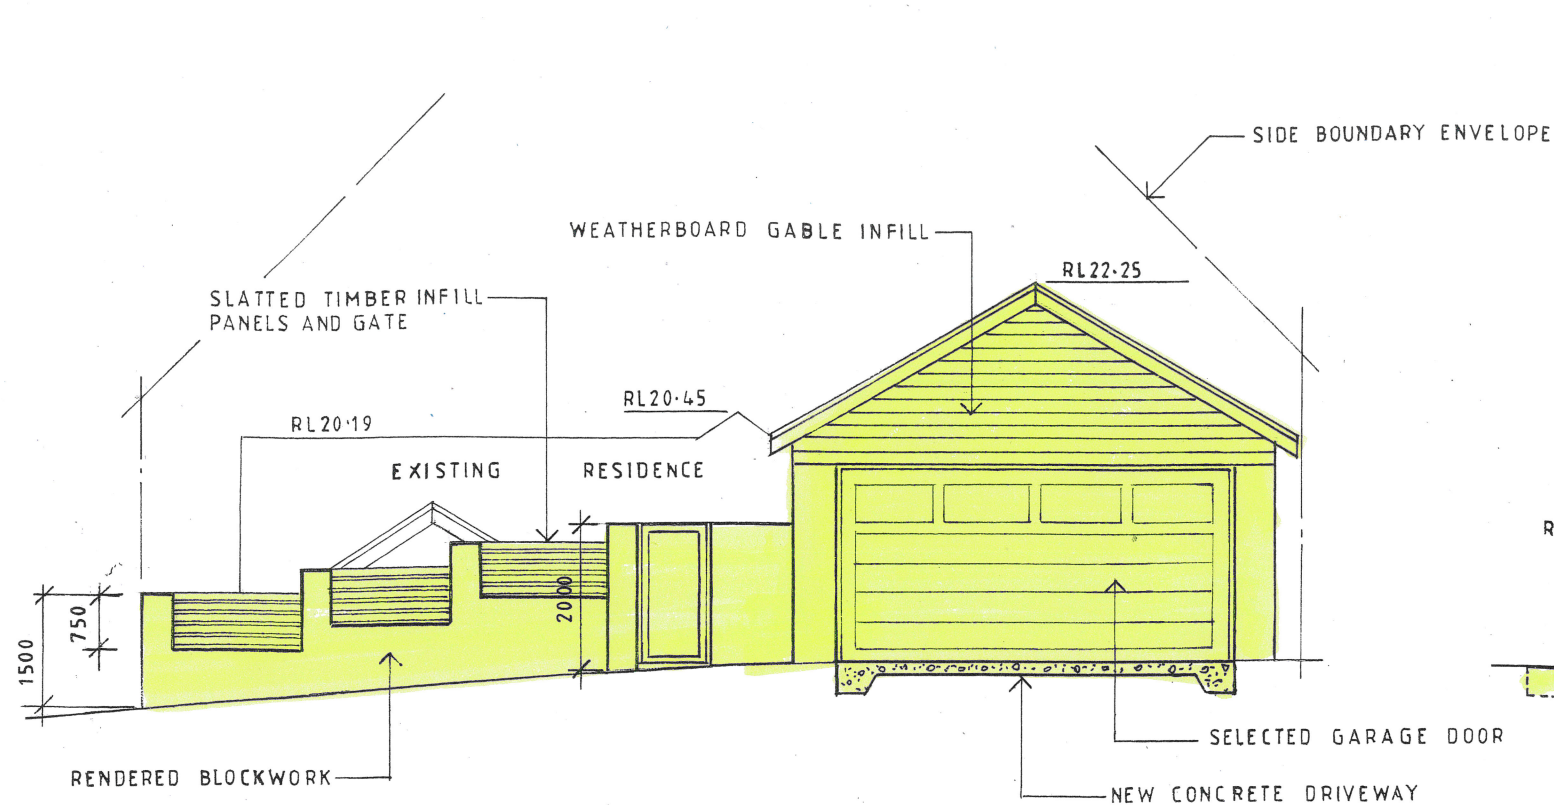 SIDE BOUNDARY ENVELOPE
WEATHERBOARD GABLE INFILL
RL22·25
SLATTED TIMBER INFILL
PANELS AND GATE
RL20·45
RL20·19
EXISTING RESIDENCE
R
2000
750
1500
SELECTED GARAGE DOOR
RENDERED BLOCKWORK
NEW CONCRETE DRIVEWAY